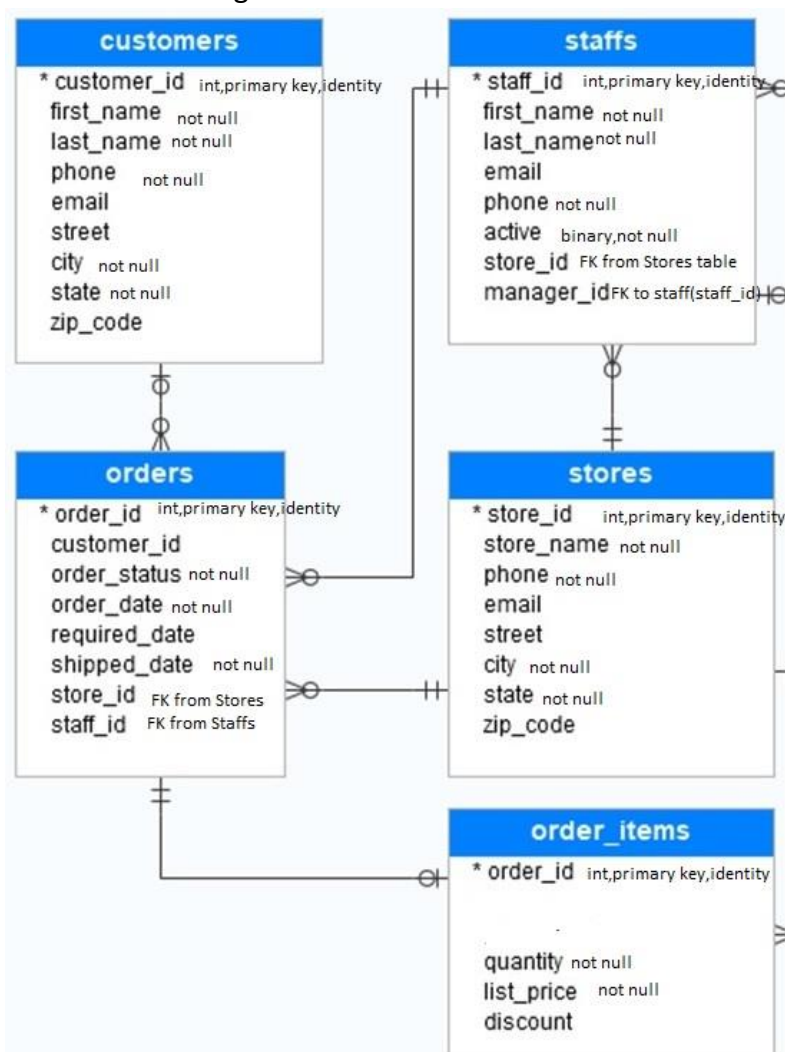 customers
* customer_id int,primary key,identity
first_name not null
last_name not null
phone not null
email
street
city not null
state not null
zip_code
staffs
* staff_id int,primary key,identity
first_name not null
last_name not null
email
phone not null
active binary,not null
store_id FK from Stores table
manager_id FK to staff(staff_id)
orders
* order_id int,primary key,identity
customer_id
order_status not null
order_date not null
required_date
shipped_date not null
store_id FK from Stores
staff_id FK from Staffs
stores
* store_id int,primary key,identity
store_name not null
phone not null
email
street
city not null
state not null
zip_code
order_items
* order_id int,primary key,identity
quantity not null
list_price not null
discount